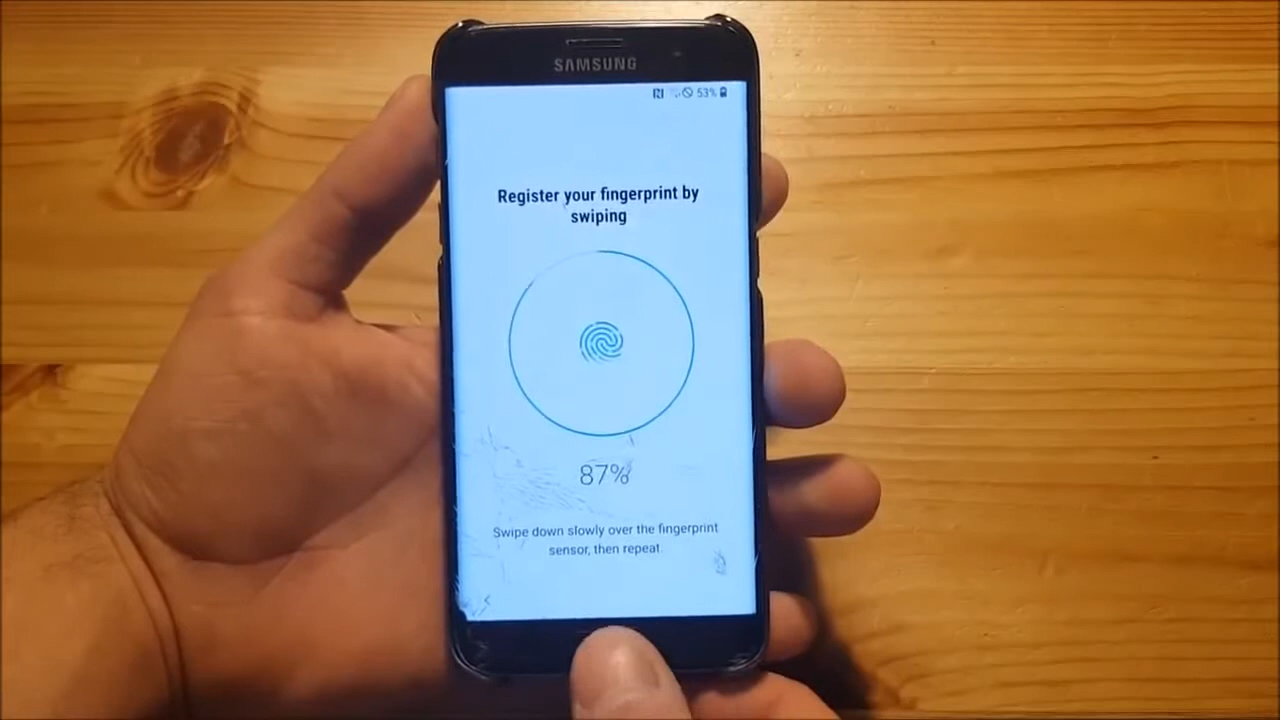 SAMSUNG
53%
Register your fingerprint by
swiping
87%
Swipe down slowly over the fingerprint
sensor, then repeat.